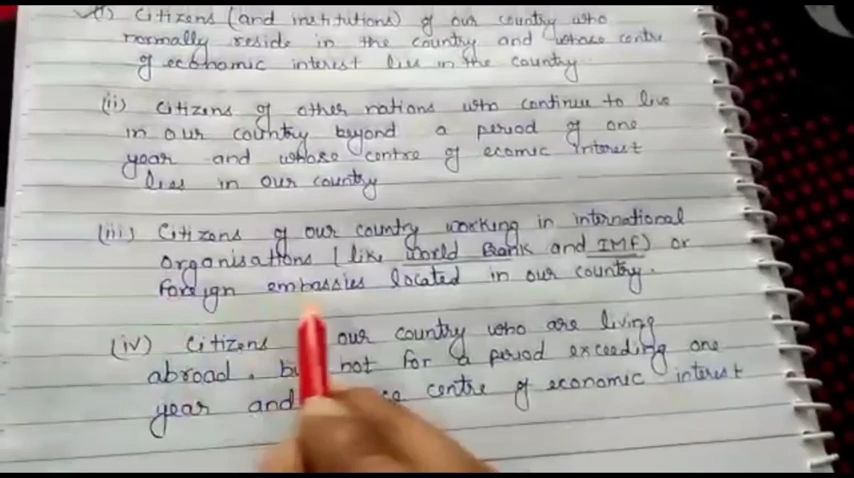 (i) Citizens (and institutions) of our country who
normally reside in the country and whose centre
of economic interest lies in the country.
(ii) Citizens of other nations who continue to live
in our country beyond a period of one
year and whose centre of ecomic interest
lies in our country
(iii) Citizens of our country working in international
organisations (like World Bank and IMF) or
foreign embassies located in our country.
(iv) Citizens our country who are living
abroad, not for a period exceeding one
year and centre of economic interest